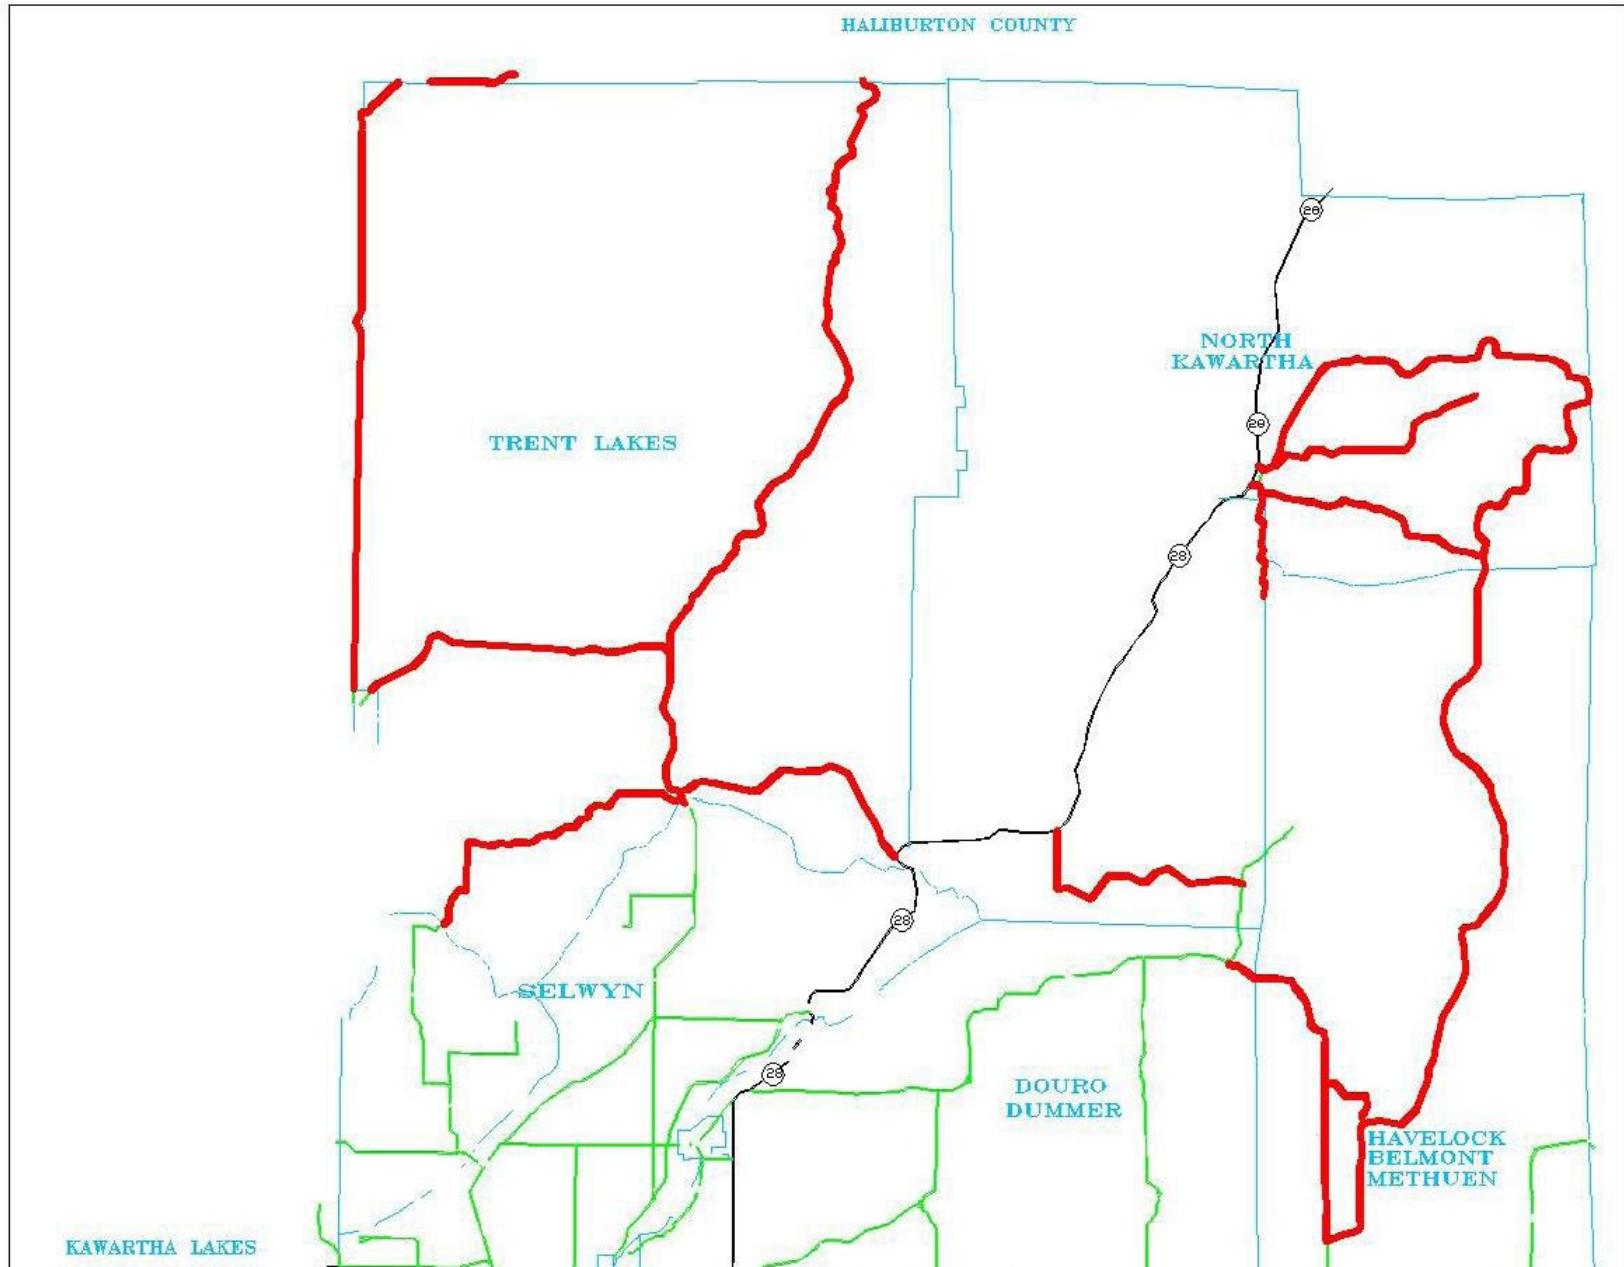 HALIBURTON COUNTY
28
NORTH
KAWARTHA
28
TRENT LAKES
28
28
SELWYN
28
DOURO
DUMMER
HAVELOCK
BELMONT
METHUEN
KAWARTHA LAKES